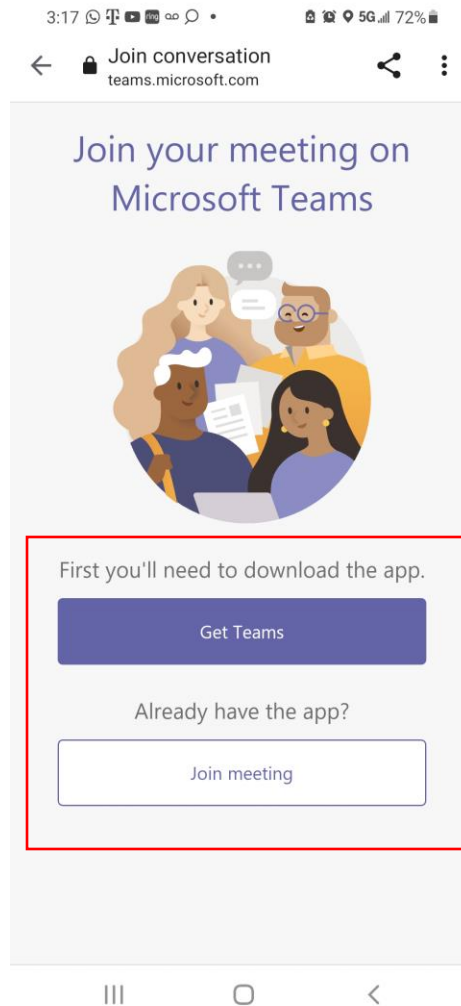 3:17 5G 72%
Join conversation
teams.microsoft.com
Join your meeting on
Microsoft Teams
First you'll need to download the app.
Get Teams
Already have the app?
Join meeting